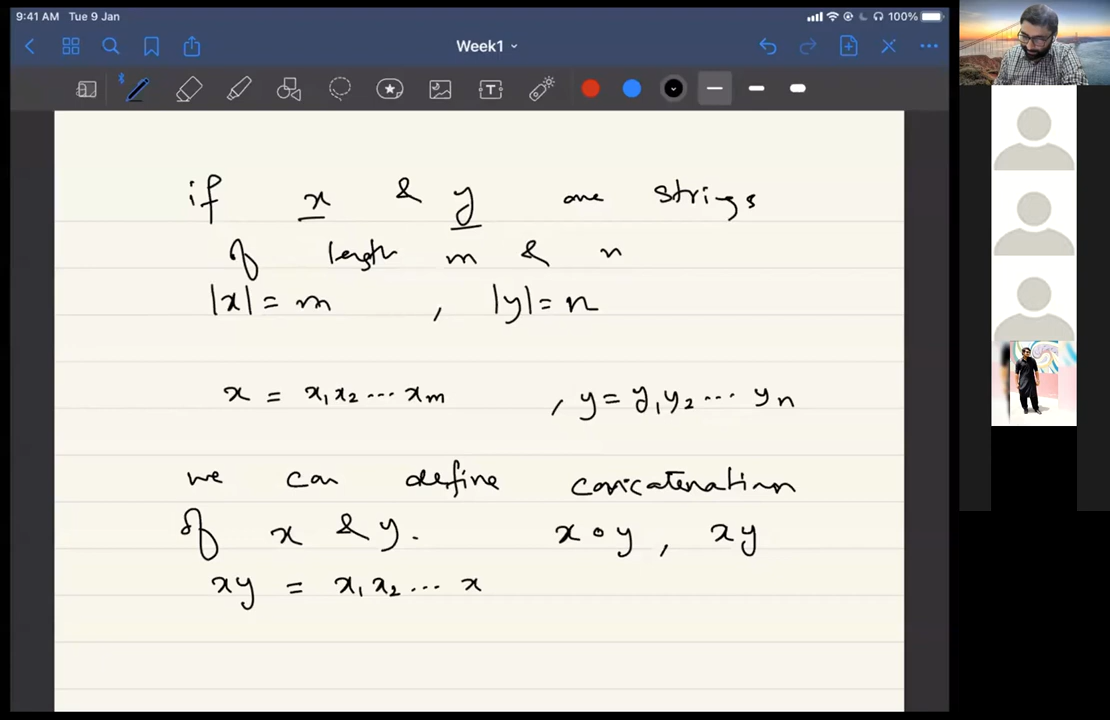 9:41 AM Tue 9 Jan
100%
Week1
T
if x & y are strings
of length m & n
|x| = m , |y| = n
x = x₁x₂ ··· xₘ , y = y₁y₂ ··· yₙ
we can define concatenation
of x & y. x ∘ y , xy
xy = x₁x₂ ··· x